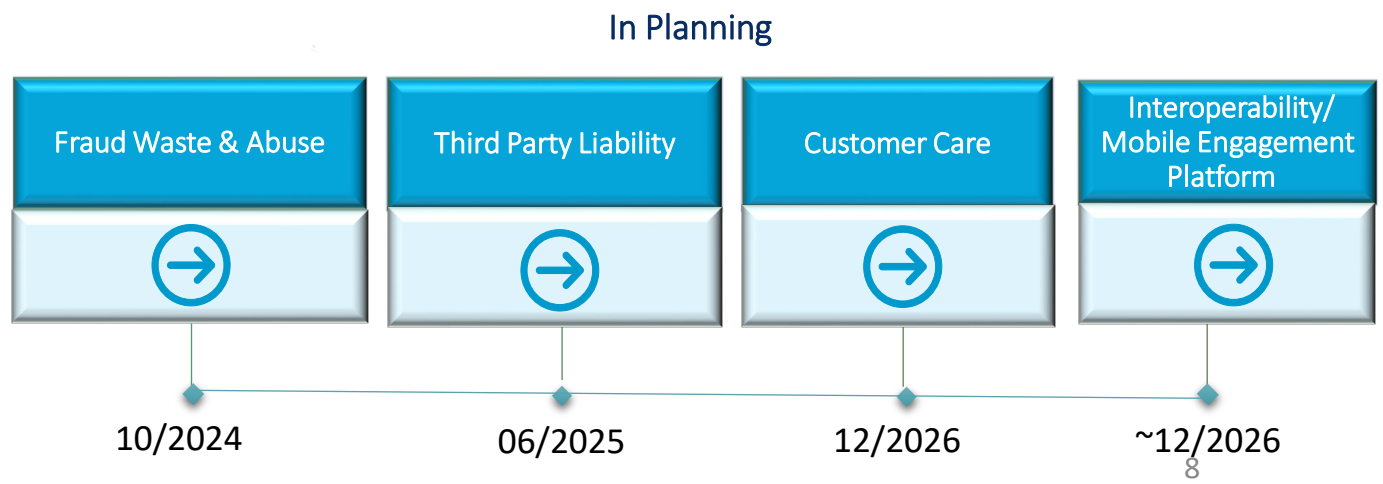 In Planning
Fraud Waste & Abuse
Third Party Liability
Customer Care
Interoperability/
Mobile Engagement
Platform
10/2024
06/2025
12/2026
~12/2026
8